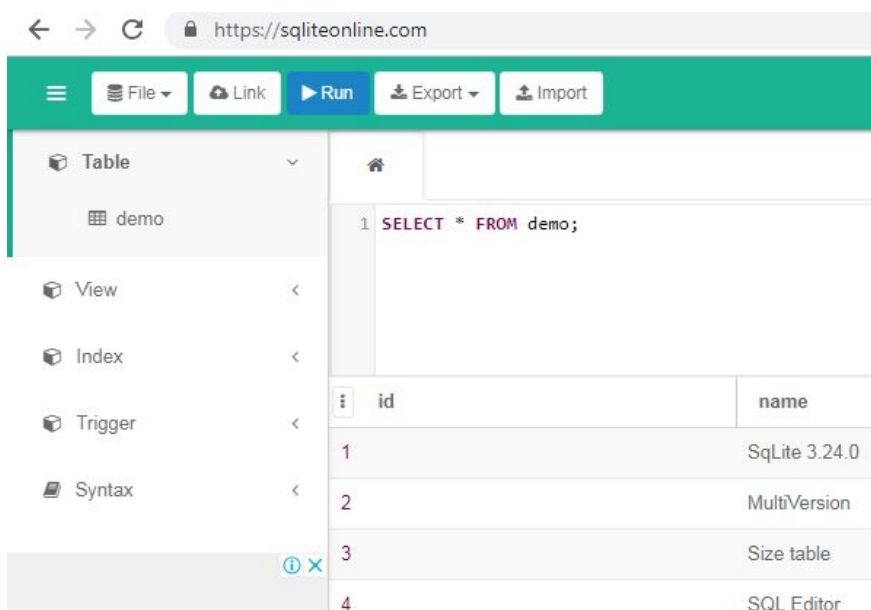 https://sqliteonline.com
File Link Run Export Import
Table
demo
1 SELECT * FROM demo;
View
Index
Trigger
Syntax
id name
1 SqLite 3.24.0
2 MultiVersion
3 Size table
4 SQL Editor